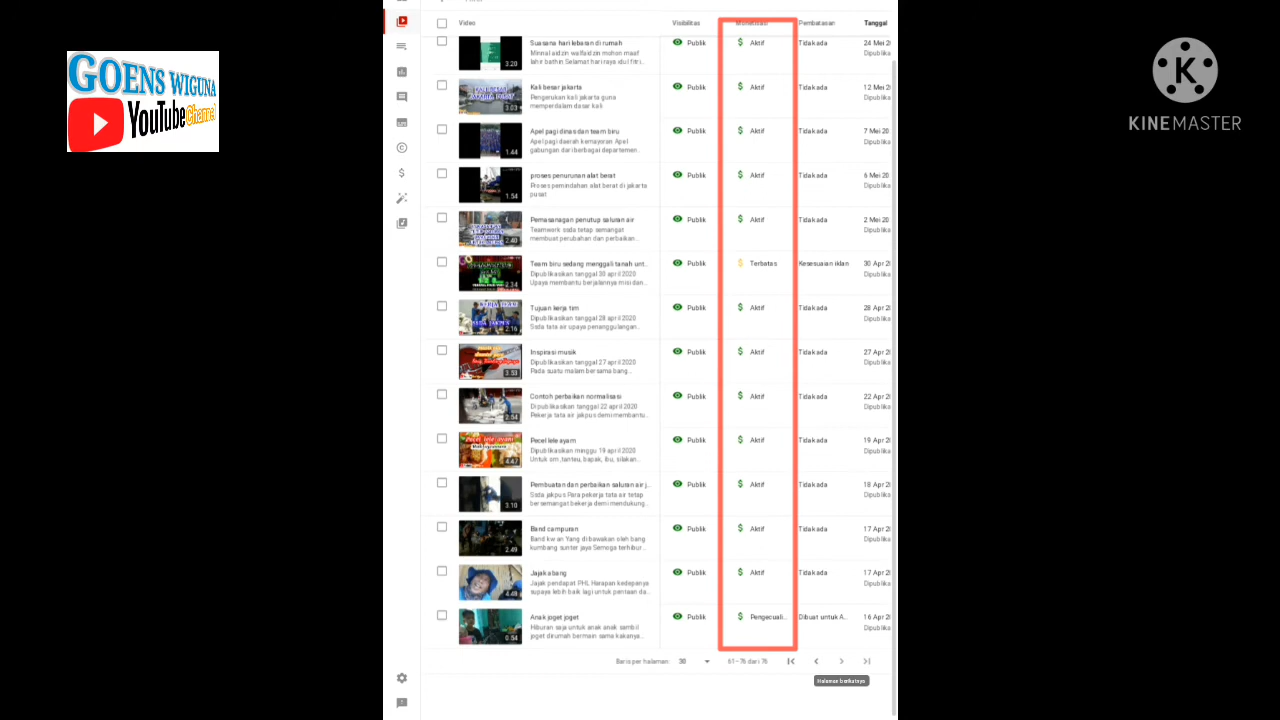 GOENS WIGUNA
YouTube Channel
K
KINEMASTER
Video
Visibilitas
Monetisasi
Pembatasan
Tanggal
3:20
Suasana hari lebaran di rumah
Minnal aidzin walfaidzin mohon maaf
lahir bathin, Selamat hari raya idul fitri...
Publik
Aktif
Tidak ada
24 Mei 2
Dipublika
3:03
Kali besar jakarta
Pengerukan kali jakarta guna
memperdalam dasar kali
Publik
Aktif
Tidak ada
12 Mei 20
Dipublika
1:44
Apel pagi dinas dan team biru
Apel pagi daerah kemayoran Apel
gabungan dari berbagai departemen..
Publik
Aktif
Tidak ada
7 Mei 20
Dipublika
1:54
proses penurunan alat berat
Proses pemindahan alat berat di jakarta
pusat
Publik
Aktif
Tidak ada
6 Mei 20
Dipublika
2:40
Pemasanagan penutup saluran air
Teamwork ssda tetap semangat
membuat perubahan dan perbaikan...
Publik
Aktif
Tidak ada
2 Mei 20
Dipublika
2:34
Team biru sedang menggali tanah unt...
Dipublikasikan tanggal 30 april 2020
Upaya membantu berjalannya misi dan...
Publik
Terbatas
Kesesuaian iklan
30 Apr 2
Dipublika
2:16
Tujuan kerja tim
Dipublikasikan tanggal 28 april 2020
Ssda tata air upaya penanggulangan...
Publik
Aktif
Tidak ada
28 Apr 2
Dipublika
3:53
Inspirasi musik
Dipublikasikan tanggal 27 april 2020
Pada suatu malam bersama bang...
Publik
Aktif
Tidak ada
27 Apr 2
Dipublika
2:54
Contoh perbaikan normalisasi
Dipublikasikan tanggal 22 april 2020
Pekerja tata air jakpus demi membantu...
Publik
Aktif
Tidak ada
22 Apr 2
Dipublika
Pecel lele ayam
4:47
Pecel lele ayam
Dipublikasikan minggu 19 april 2020
Untuk om ,tanteu, bapak, ibu, silakan..
Publik
Aktif
Tidak ada
19 Apr 2
Dipublika
3:10
Pembuatan dan perbaikan saluran air j..
Ssda jakpus Para pekerja tata air tetap
bersemangat bekerja demi mendukung...
Publik
Aktif
Tidak ada
18 Apr 2
Dipublika
2:49
Band campuran
Band kw an Yang di bawakan oleh bang
kumbang sunter jaya Semoga terhibur...
Publik
Aktif
Tidak ada
17 Apr 2
Dipublika
4:48
Jajak abang
Jajak pendapat PHL Harapan kedepanya
supaya lebih baik lagi untuk pentaan da..
Publik
Aktif
Tidak ada
17 Apr 2
Dipublika
0:54
Anak joget joget
Hiburan saja untuk anak anak sambil
joget dirumah bermain sama kakanya...
Publik
Pengecuali..
Dibuat untuk A..
16 Apr 2
Dipublika
Baris per halaman: 30
61–76 dari 76
Halaman berikutnya